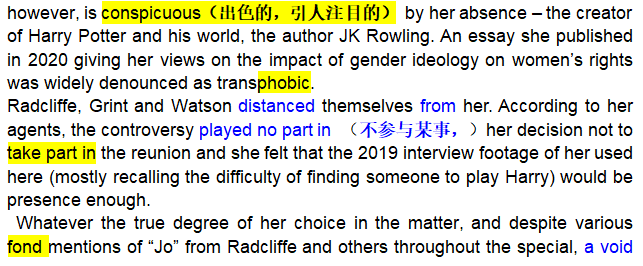 however, is conspicuous（出色的，引人注目的） by her absence – the creator
of Harry Potter and his world, the author JK Rowling. An essay she published
in 2020 giving her views on the impact of gender ideology on women’s rights
was widely denounced as transphobic.
Radcliffe, Grint and Watson distanced themselves from her. According to her
agents, the controversy played no part in （不参与某事，）her decision not to
take part in the reunion and she felt that the 2019 interview footage of her used
here (mostly recalling the difficulty of finding someone to play Harry) would be
presence enough.
Whatever the true degree of her choice in the matter, and despite various
fond mentions of “Jo” from Radcliffe and others throughout the special, a void